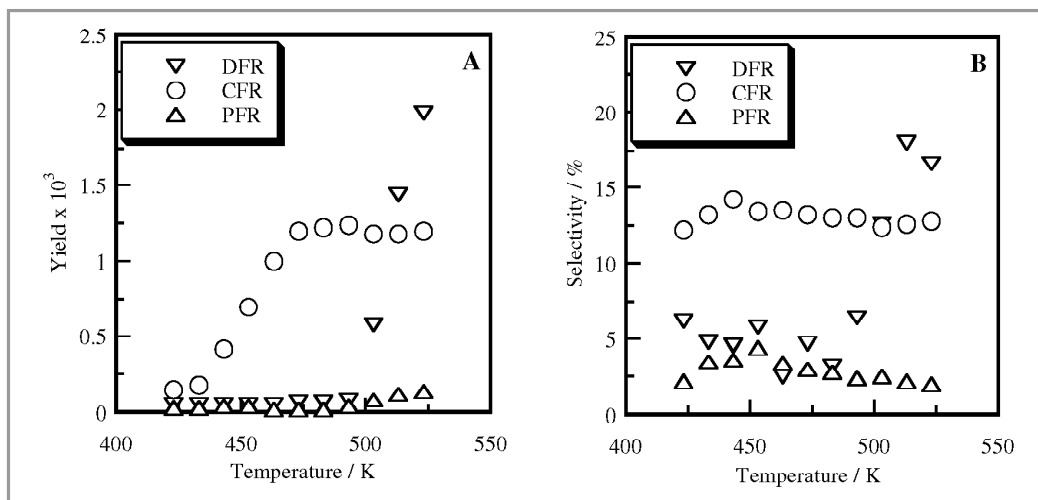 A
DFR
CFR
PFR
2.5
2
1.5
1
0.5
0
400
450
500
550
Yield x 10³
Temperature / K
B
DFR
CFR
PFR
25
20
15
10
5
0
400
450
500
550
Selectivity / %
Temperature / K